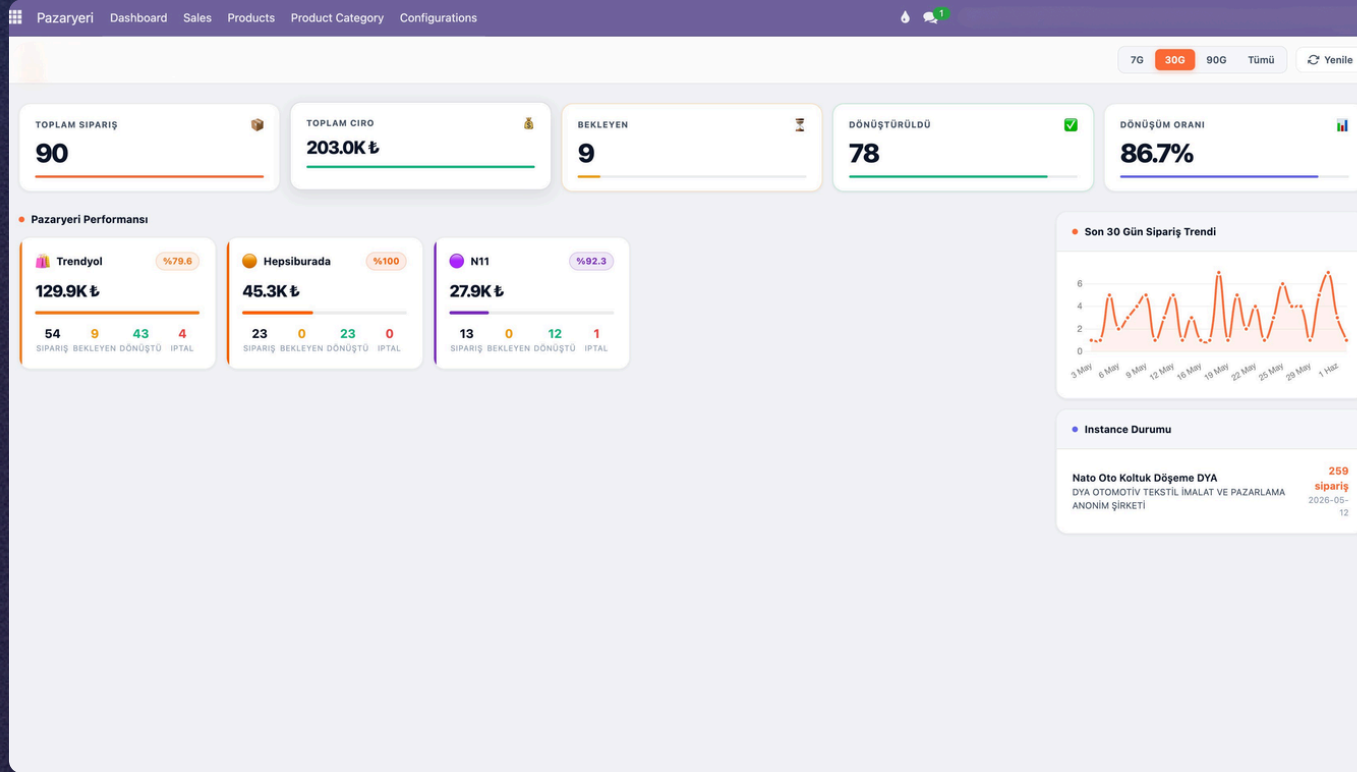 Pazaryeri Dashboard Sales Products Product Category Configurations 1
7G 30G 90G Tümü Yenile
TOPLAM SIPARIŞ
90
TOPLAM CIRO
203.0K ₺
BEKLEYEN
9
DÖNÜŞTÜRÜLDÜ
78
DÖNÜŞÜM ORANI
86.7%
Pazaryeri Performansı
Trendyol %79.6
129.9K ₺
54 9 43 4
SIPARIŞ BEKLEYEN DÖNÜŞTÜ IPTAL
Hepsiburada %100
45.3K ₺
23 0 23 0
SIPARIŞ BEKLEYEN DÖNÜŞTÜ IPTAL
N11 %92.3
27.9K ₺
13 0 12 1
SIPARIŞ BEKLEYEN DÖNÜŞTÜ IPTAL
Son 30 Gün Sipariş Trendi
6
4
2
0
3 May 6 May 9 May 12 May 16 May 19 May 22 May 25 May 29 May 1 Haz
Instance Durumu
Nato Oto Koltuk Döşeme DYA
DYA OTOMOTİV TEKSTİL İMALAT VE PAZARLAMA
ANONİM ŞİRKETİ
259
sipariş
2026-05-
12